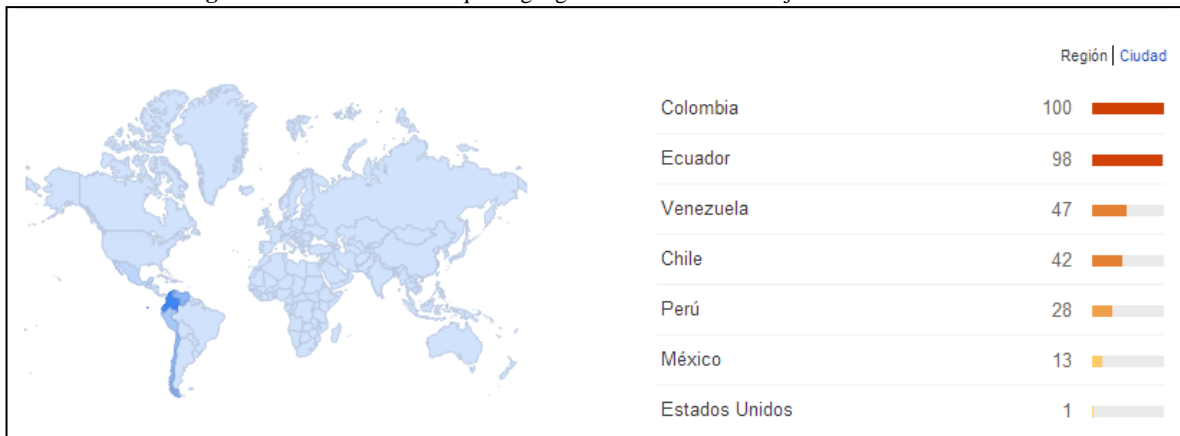 Región | Ciudad
Colombia 100
Ecuador 98
Venezuela 47
Chile 42
Perú 28
México 13
Estados Unidos 1